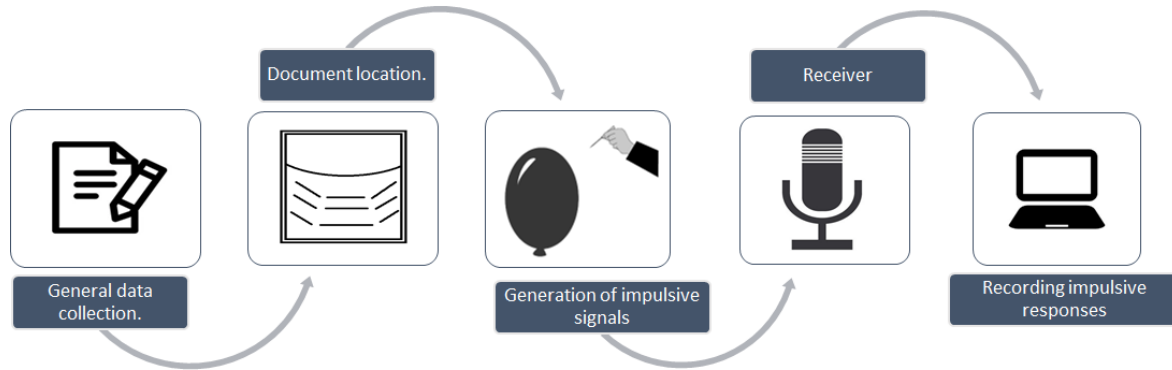 General data
collection.
Document location.
Generation of impulsive
signals
Receiver
Recording impulsive
responses